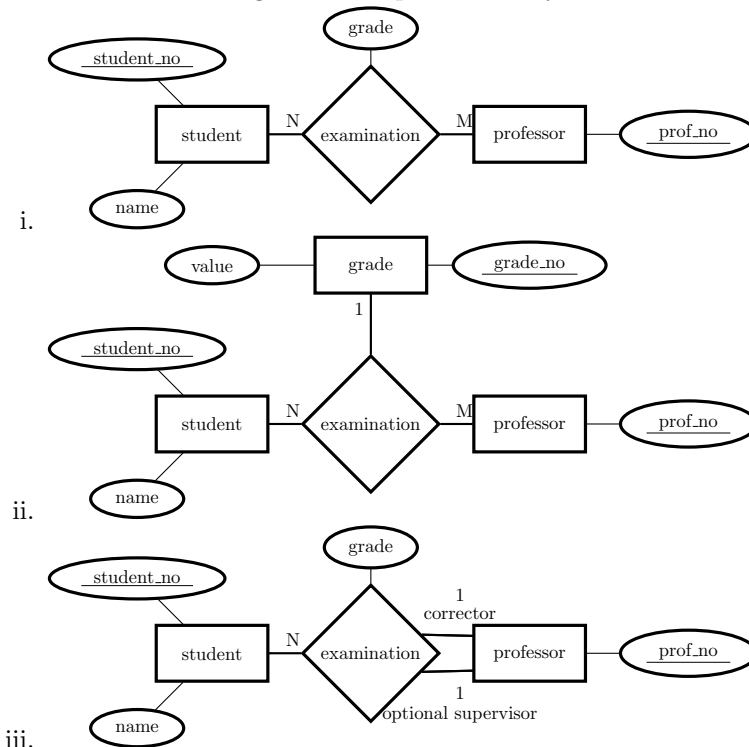 grade
student_no
student
N
examination
M
professor
prof_no
name
i.
value
grade
grade_no
1
student_no
student
N
examination
M
professor
prof_no
name
ii.
grade
student_no
1
corrector
student
N
examination
professor
prof_no
1
optional supervisor
name
iii.